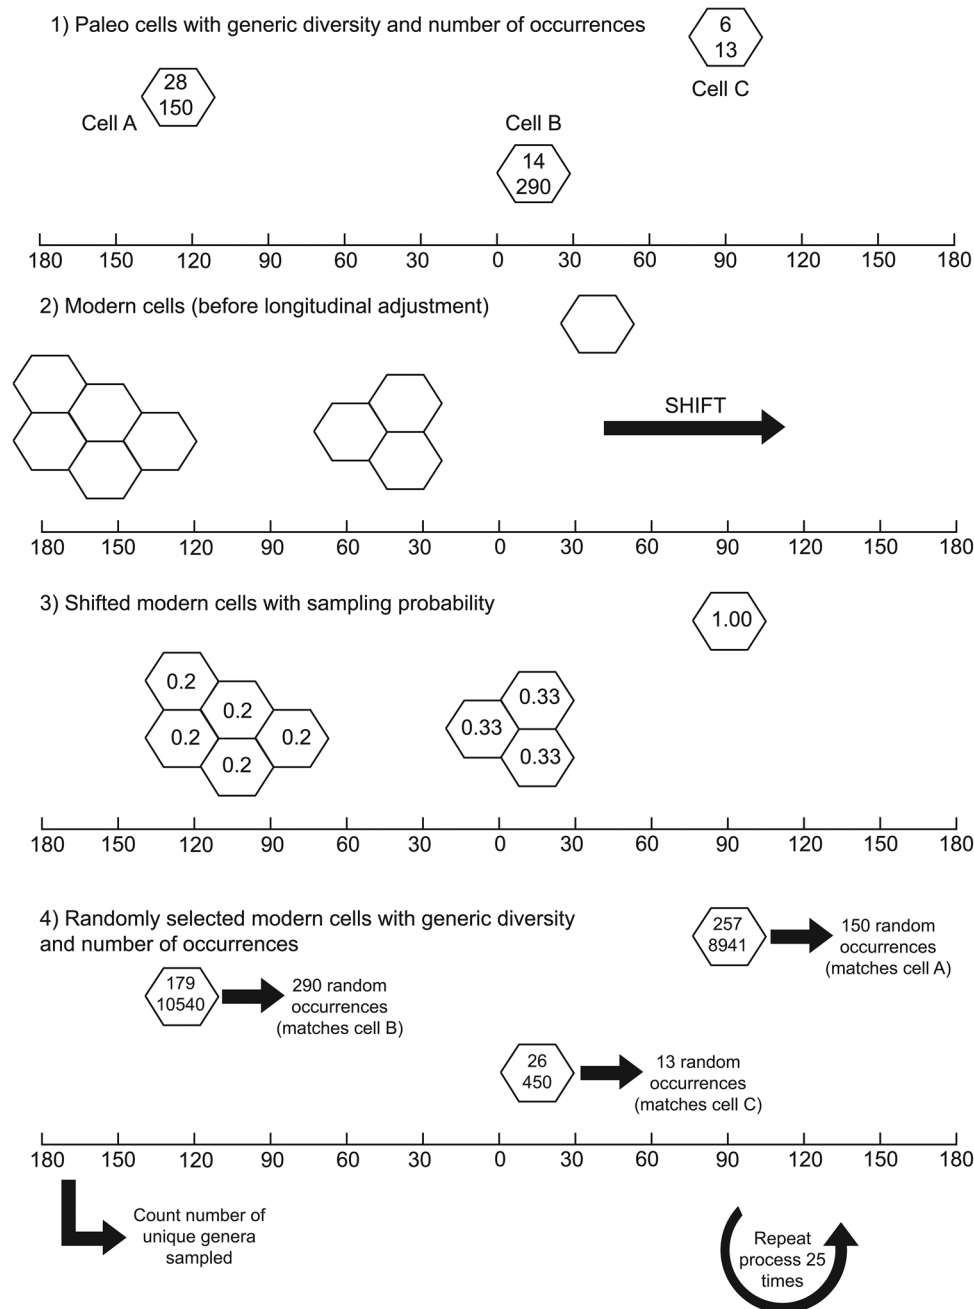 1) Paleo cells with generic diversity and number of occurrences
6
13
Cell C
28
150
Cell A
Cell B
14
290
180 150 120 90 60 30 0 30 60 90 120 150 180
2) Modern cells (before longitudinal adjustment)
SHIFT
180 150 120 90 60 30 0 30 60 90 120 150 180
3) Shifted modern cells with sampling probability
1.00
0.2
0.2
0.2
0.2
0.2
0.33
0.33
0.33
180 150 120 90 60 30 0 30 60 90 120 150 180
4) Randomly selected modern cells with generic diversity
and number of occurrences
257
8941
150 random
occurrences
(matches cell A)
179
10540
290 random
occurrences
(matches cell B)
26
450
13 random
occurrences
(matches cell C)
180 150 120 90 60 30 0 30 60 90 120 150 180
Count number of
unique genera
sampled
Repeat
process 25
times